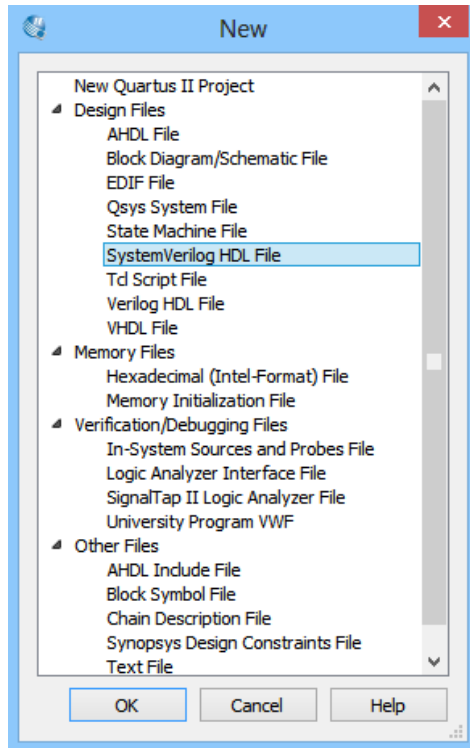 New
New Quartus II Project
Design Files
AHDL File
Block Diagram/Schematic File
EDIF File
Qsys System File
State Machine File
SystemVerilog HDL File
Tcl Script File
Verilog HDL File
VHDL File
Memory Files
Hexadecimal (Intel-Format) File
Memory Initialization File
Verification/Debugging Files
In-System Sources and Probes File
Logic Analyzer Interface File
SignalTap II Logic Analyzer File
University Program VWF
Other Files
AHDL Include File
Block Symbol File
Chain Description File
Synopsys Design Constraints File
Text File
OK Cancel Help